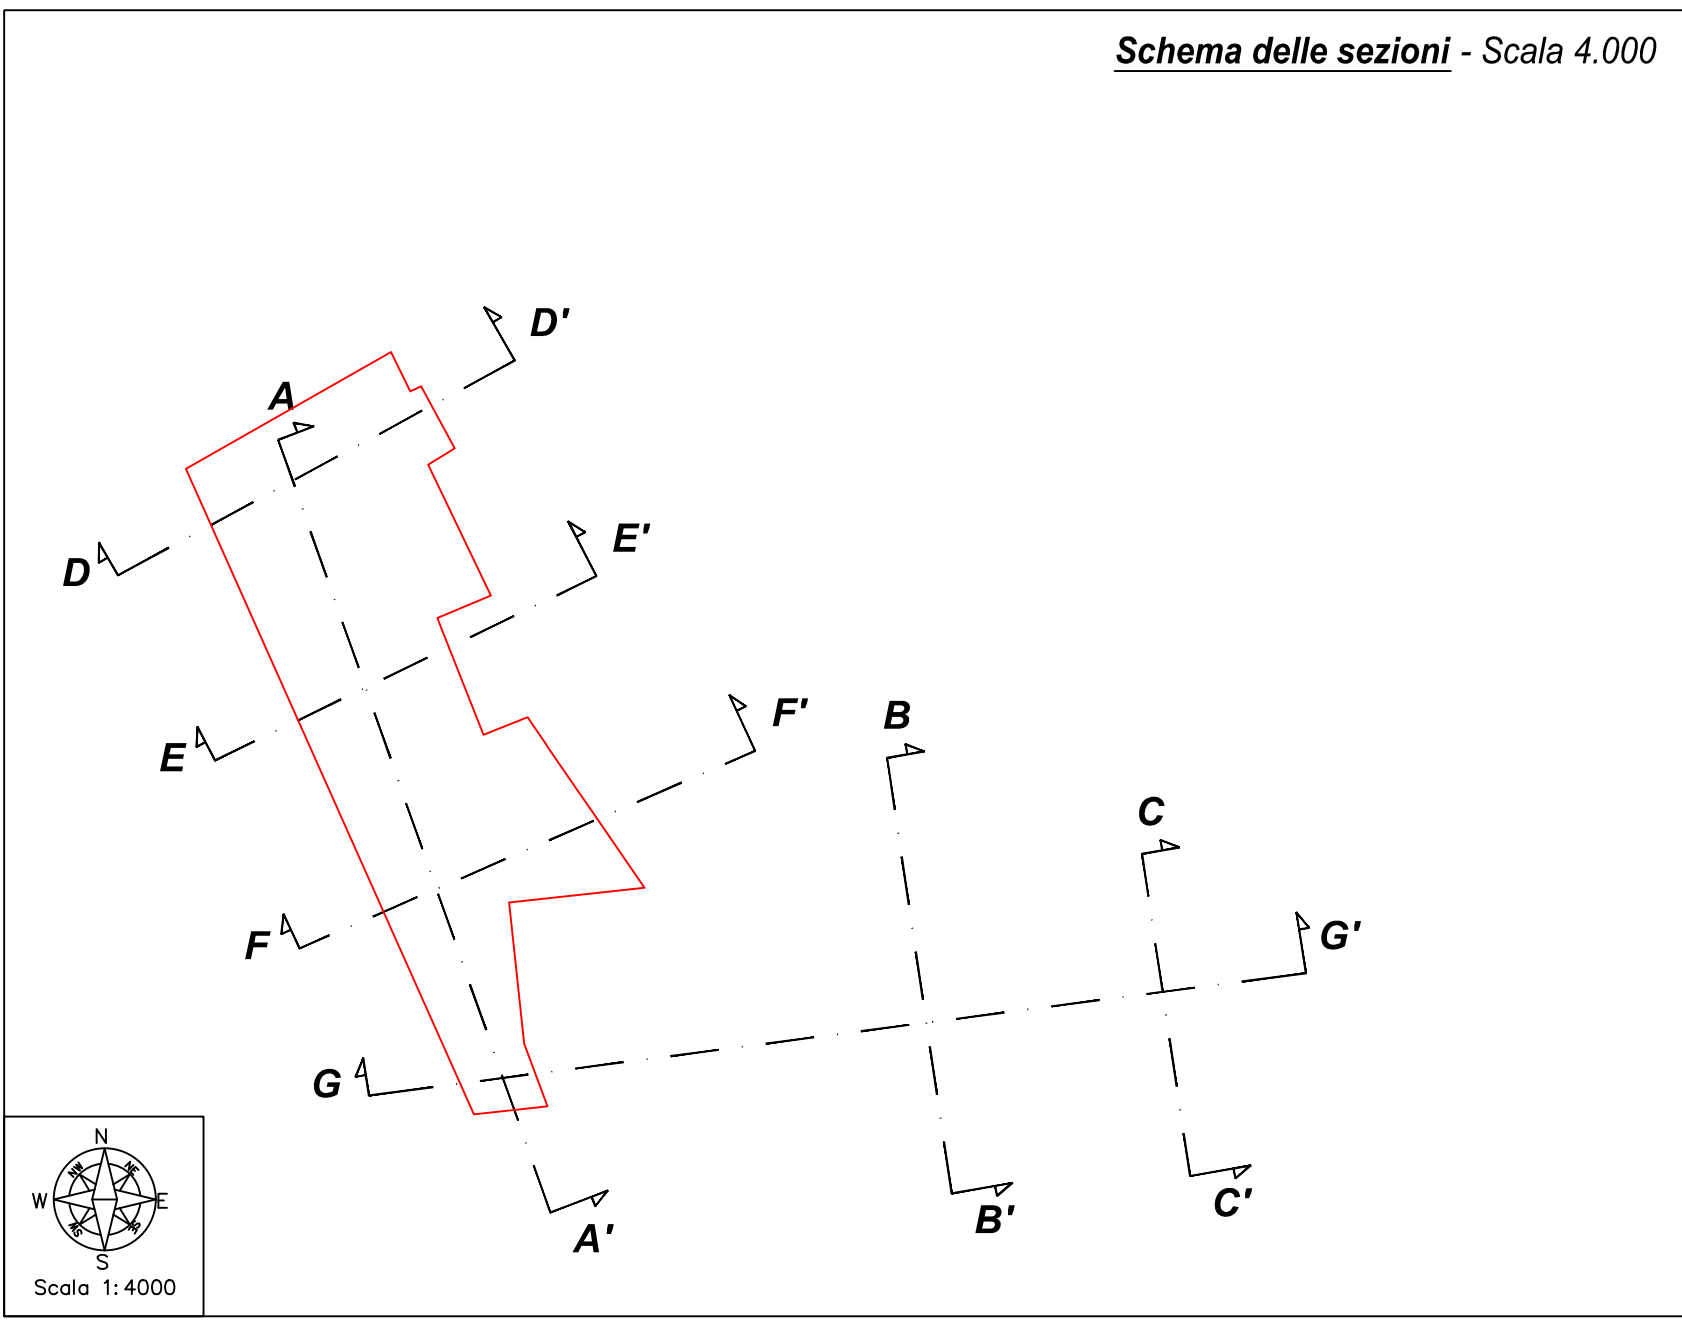 Schema delle sezioni - Scala 4.000
D'
A
E'
D
F'
B
E
C
F
G'
G
N
NW
NE
W
E
SW
SE
S
C'
B'
A'
Scala 1:4000